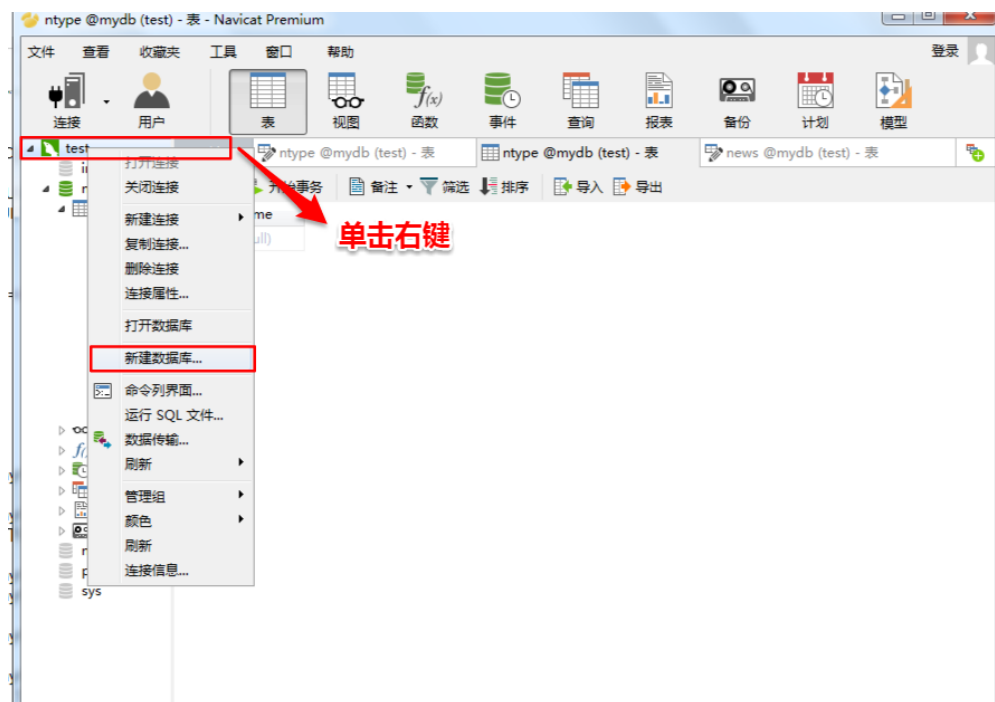 ntype @mydb (test) - 表 - Navicat Premium
文件 查看 收藏夹 工具 窗口 帮助 登录
连接 用户 表 视图 函数 事件 查询 报表 备份 计划 模型
f(x)
test
ntype @mydb (test) - 表 ntype @mydb (test) - 表 news @mydb (test) - 表
打开连接
关闭连接
开始事务 备注 筛选 排序 导入 导出
新建连接
复制连接...
单击右键
删除连接
连接属性...
打开数据库
新建数据库...
命令列界面...
运行 SQL 文件...
数据传输...
刷新
管理组
颜色
刷新
连接信息...
sys